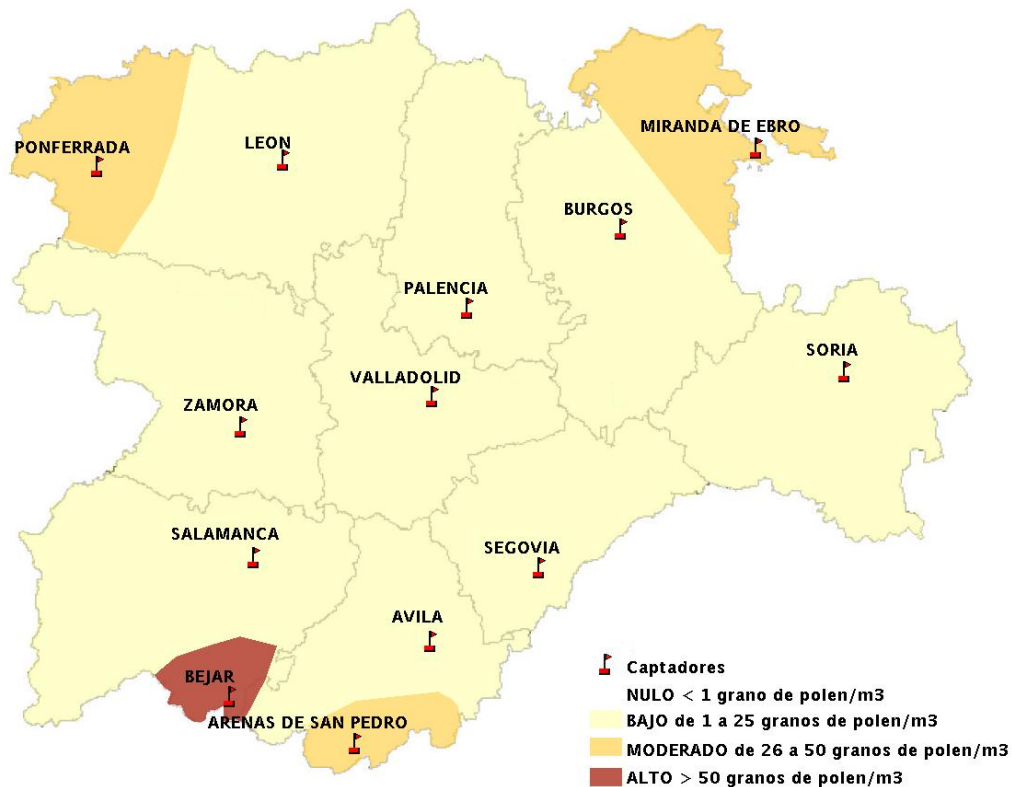 MIRANDA DE EBRO
PONFERRADA
LEON
BURGOS
PALENCIA
SORIA
VALLADOLID
ZAMORA
SALAMANCA
SEGOVIA
AVILA
BEJAR
ARENAS DE SAN PEDRO
Captadores
NULO < 1 grano de polen/m3
BAJO de 1 a 25 granos de polen/m3
MODERADO de 26 a 50 granos de polen/m3
ALTO > 50 granos de polen/m3